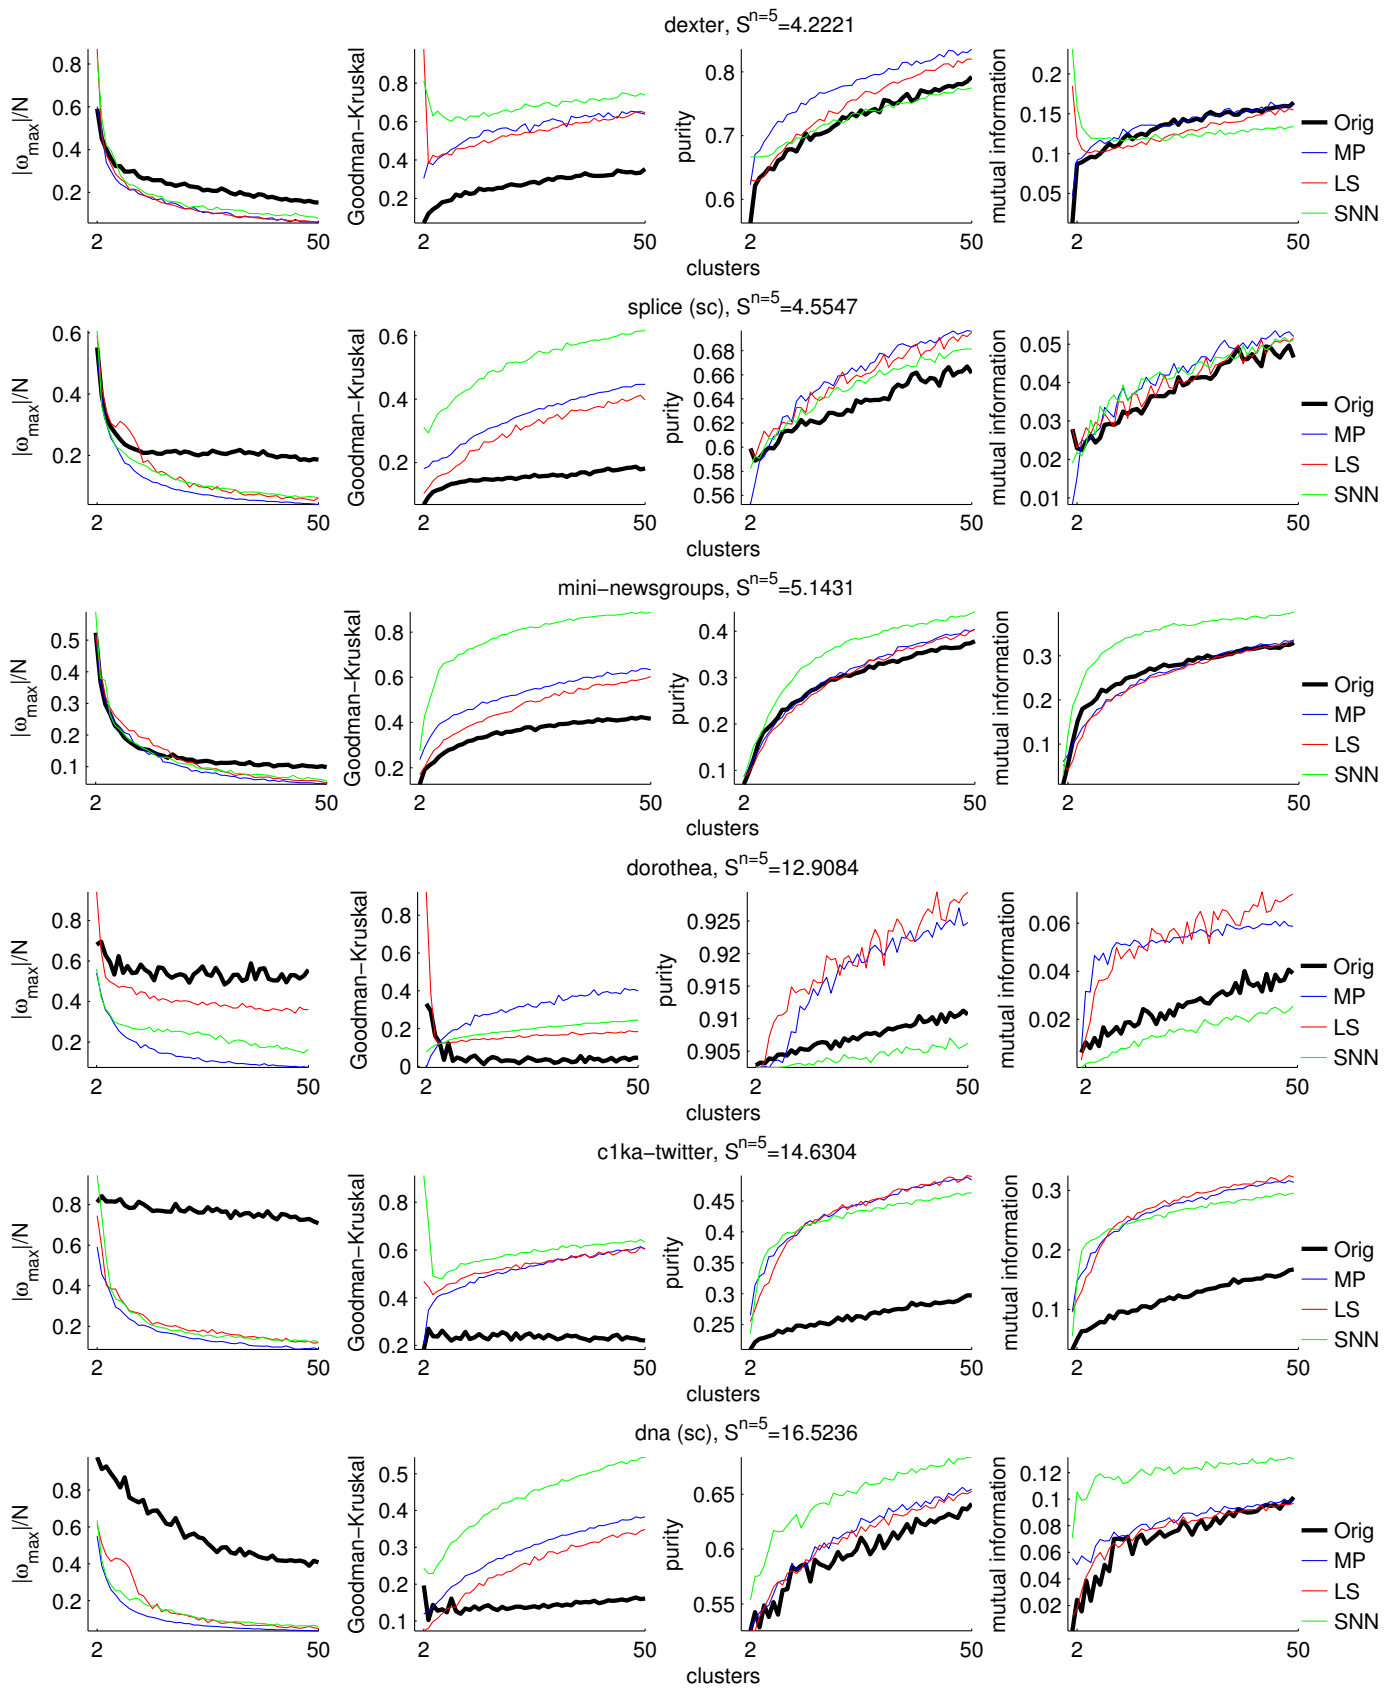 dexter, S^n=5=4.2221
|ω_max|/N
0.8
0.6
0.4
0.2
2 50
Goodman−Kruskal
0.8
0.6
0.4
0.2
2 50
purity
0.8
0.7
0.6
2 50
mutual information
0.2
0.15
0.1
0.05
2 50
Orig
MP
LS
SNN
clusters
splice (sc), S^n=5=4.5547
|ω_max|/N
0.6
0.4
0.2
2 50
Goodman−Kruskal
0.6
0.4
0.2
2 50
purity
0.68
0.66
0.64
0.62
0.6
0.58
0.56
2 50
mutual information
0.05
0.04
0.03
0.02
0.01
2 50
Orig
MP
LS
SNN
clusters
mini−newsgroups, S^n=5=5.1431
|ω_max|/N
0.5
0.4
0.3
0.2
0.1
2 50
Goodman−Kruskal
0.8
0.6
0.4
0.2
2 50
purity
0.4
0.3
0.2
0.1
2 50
mutual information
0.3
0.2
0.1
2 50
Orig
MP
LS
SNN
clusters
dorothea, S^n=5=12.9084
|ω_max|/N
0.8
0.6
0.4
0.2
2 50
Goodman−Kruskal
0.8
0.6
0.4
0.2
0
2 50
purity
0.925
0.92
0.915
0.91
0.905
2 50
mutual information
0.06
0.04
0.02
2 50
Orig
MP
LS
SNN
clusters
c1ka−twitter, S^n=5=14.6304
|ω_max|/N
0.8
0.6
0.4
0.2
2 50
Goodman−Kruskal
0.8
0.6
0.4
0.2
2 50
purity
0.45
0.4
0.35
0.3
0.25
2 50
mutual information
0.3
0.2
0.1
2 50
Orig
MP
LS
SNN
clusters
dna (sc), S^n=5=16.5236
|ω_max|/N
0.8
0.6
0.4
0.2
2 50
Goodman−Kruskal
0.5
0.4
0.3
0.2
0.1
2 50
purity
0.65
0.6
0.55
2 50
mutual information
0.12
0.1
0.08
0.06
0.04
0.02
2 50
Orig
MP
LS
SNN
clusters